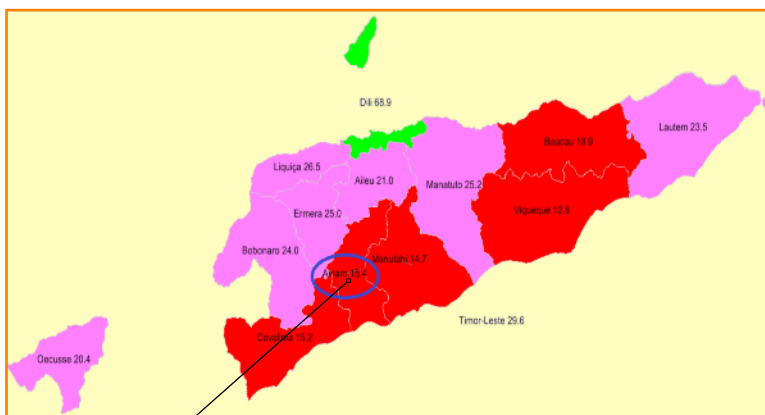 Dili 68.9
Lautem 23.5
Baucau 18.9
Liquiça 26.5
Aileu 21.0
Manatuto 25.2
Viqueque 12.8
Ermera 25.0
Bobonaro 24.0
Manufahi 14.7
Ainaro 15.4
Timor-Leste 29.6
Covalima 15.2
Oecusse 20.4